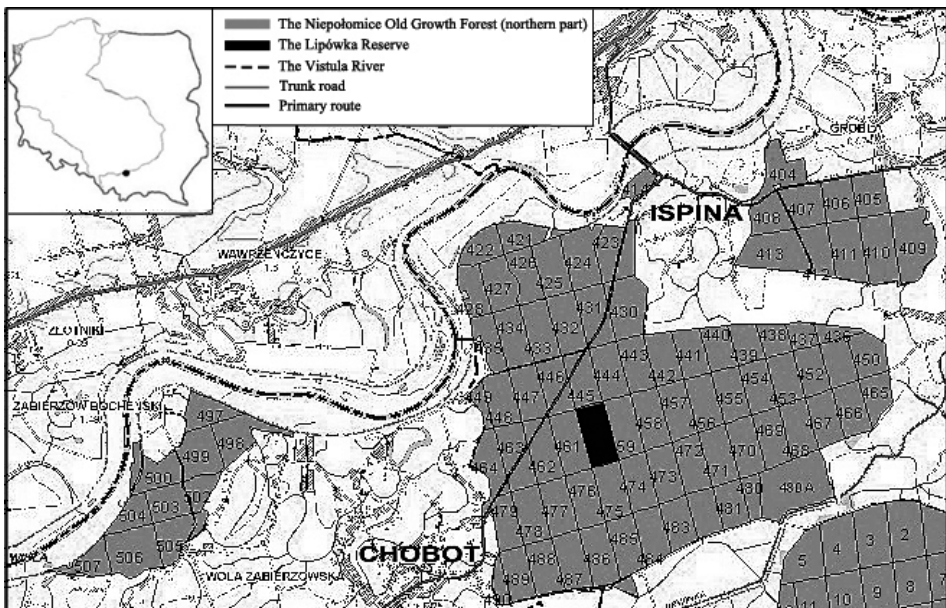 The Niepołomice Old Growth Forest (northern part)
The Lipówka Reserve
The Vistula River
Trunk road
Primary route
404
ISPINA
408 407 406 405
413 411 410 409
422 421 423
426 424
427 425
431 430
434 432
433
WAWRZEŃCZYCE
443 441 440 439 438 437 436
450
446 444 442 454 452
445
449 447 457 455 453 465
448 458 456 466
463 461 59 469 467
464 462 472 470 468
476 474 473 471
479 477 475 480 480A
478 485 483 481
488 486 484
489 487
ZABIERZÓW BOCHEŃSKI
497
498
499
500
502
503
504
505
506
507
CHOBOT
WOLA ZABIERZOWSKA
5 4 3 2
10 9 8